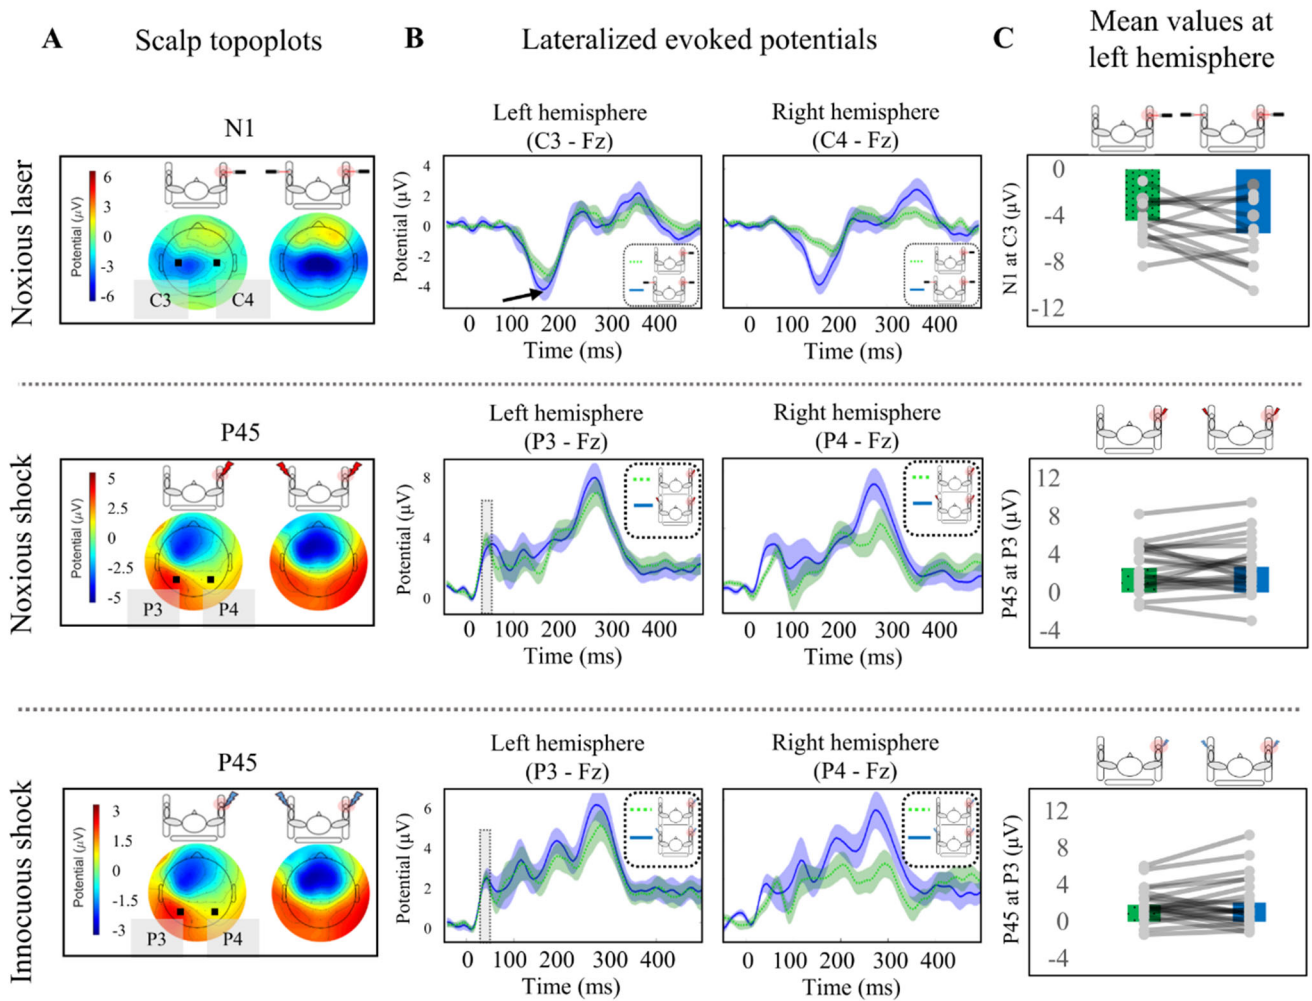 A
Scalp topoplots
B
Lateralized evoked potentials
C
Mean values at
left hemisphere
Noxious laser
N1
Potential (µV)
6
3
0
-3
-6
C3
C4
Left hemisphere
(C3 - Fz)
Potential (µV)
4
2
0
-2
-4
0 100 200 300 400
Time (ms)
Right hemisphere
(C4 - Fz)
0 100 200 300 400
Time (ms)
N1 at C3 (µV)
0
-4
-8
-12
Noxious shock
P45
Potential (µV)
5
2.5
0
-2.5
-5
P3
P4
Left hemisphere
(P3 - Fz)
Potential (µV)
8
4
0
0 100 200 300 400
Time (ms)
Right hemisphere
(P4 - Fz)
0 100 200 300 400
Time (ms)
P45 at P3 (µV)
12
8
4
0
-4
Innocuous shock
P45
Potential (µV)
3
1.5
0
-1.5
-3
P3
P4
Left hemisphere
(P3 - Fz)
Potential (µV)
6
4
2
0
0 100 200 300 400
Time (ms)
Right hemisphere
(P4 - Fz)
0 100 200 300 400
Time (ms)
P45 at P3 (µV)
12
8
4
0
-4